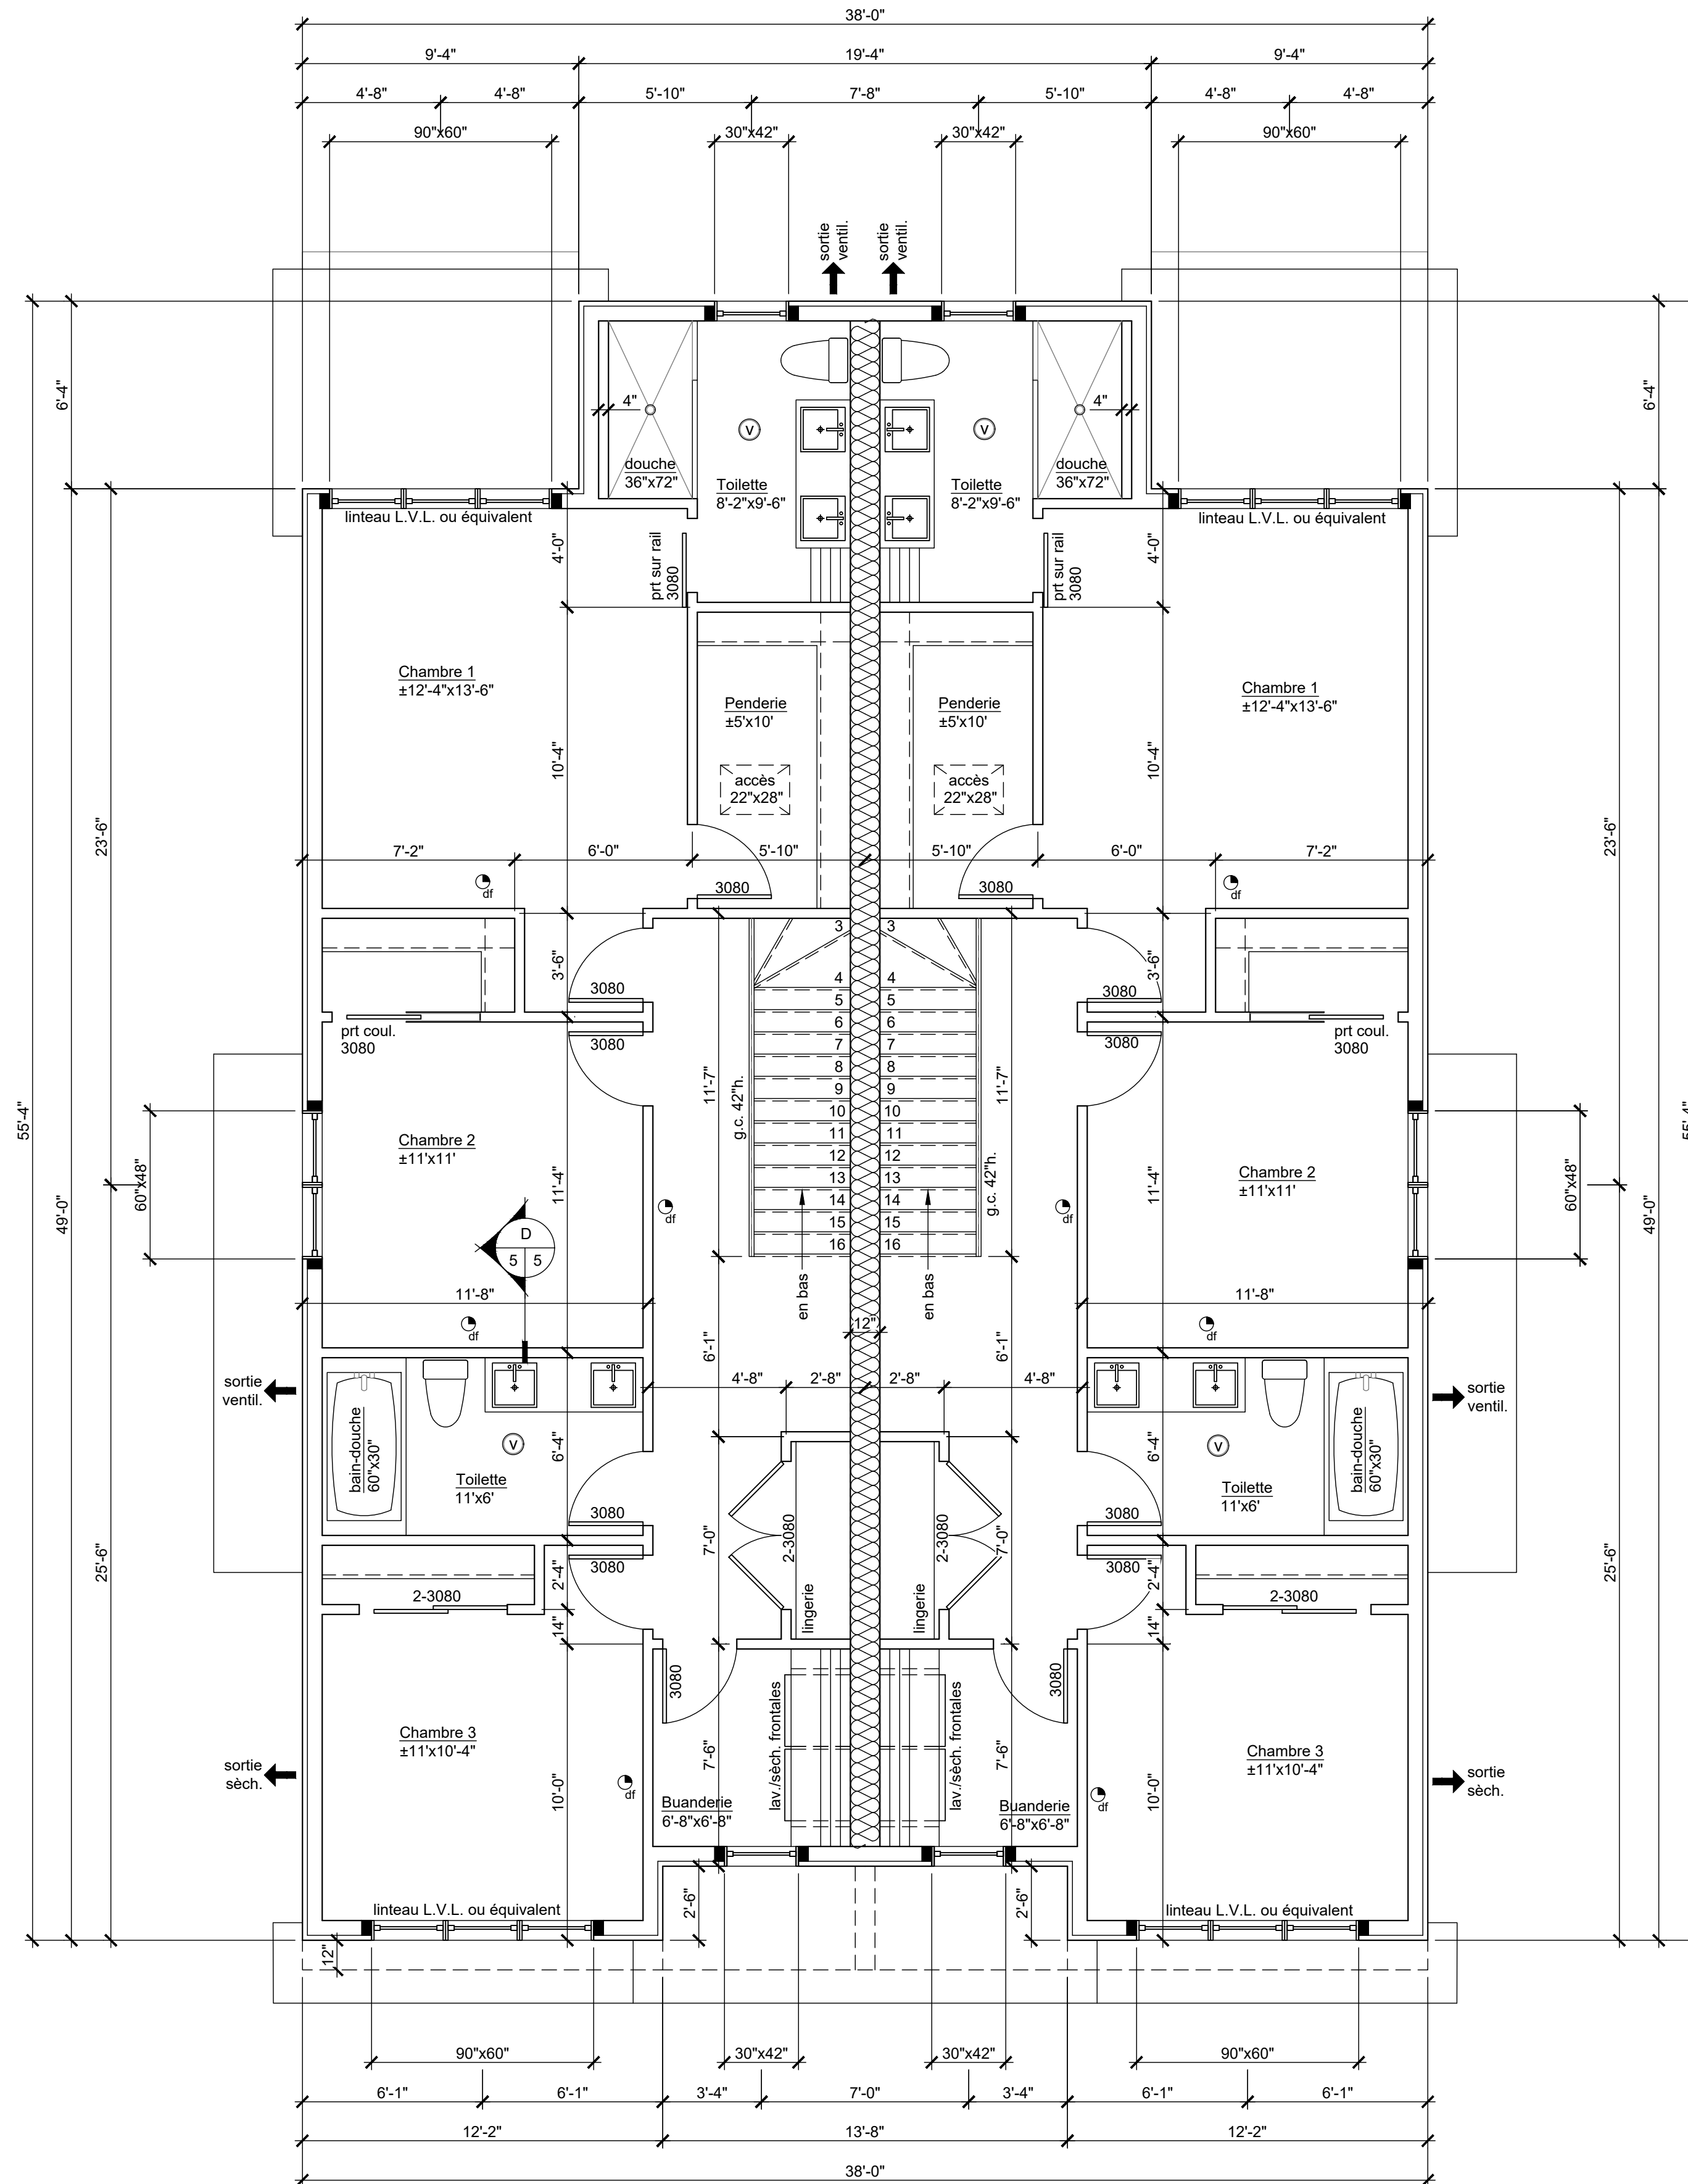 38'-0"
9'-4"
19'-4"
9'-4"
4'-8"
4'-8"
5'-10"
7'-8"
5'-10"
4'-8"
4'-8"
90"x60"
30"x42"
30"x42"
90"x60"
sortie
ventil.
sortie
ventil.
6'-4"
6'-4"
4"
4"
V
V
douche
36"x72"
Toilette
8'-2"x9'-6"
Toilette
8'-2"x9'-6"
douche
36"x72"
linteau L.V.L. ou équivalent
linteau L.V.L. ou équivalent
4'-0"
prt sur rail
3080
prt sur rail
3080
4'-0"
Chambre 1
±12'-4"x13'-6"
Penderie
±5'x10'
Penderie
±5'x10'
Chambre 1
±12'-4"x13'-6"
10'-4"
accès
22"x28"
accès
22"x28"
10'-4"
23'-6"
23'-6"
7'-2"
6'-0"
5'-10"
5'-10"
6'-0"
7'-2"
df
3080
3080
df
3
3
3'-6"
3'-6"
3080
3080
4
4
5
5
6
6
7
7
8
8
9
9
10
10
11
11
12
12
13
13
14
14
15
15
16
16
prt coul.
3080
3080
3080
prt coul.
3080
11'-7"
g.c. 42"h.
11'-7"
g.c. 42"h.
55'-4"
55'-4"
49'-0"
49'-0"
60"x48"
60"x48"
Chambre 2
±11'x11'
Chambre 2
±11'x11'
11'-4"
11'-4"
df
df
D
5
5
en bas
en bas
11'-8"
11'-8"
df
df
12"
6'-1"
6'-1"
4'-8"
2'-8"
2'-8"
4'-8"
sortie
ventil.
sortie
ventil.
bain-douche
60"x30"
bain-douche
60"x30"
V
V
6'-4"
6'-4"
Toilette
11'x6'
Toilette
11'x6'
3080
3080
7'-0"
2-3080
2-3080
7'-0"
3080
3080
2'-4"
2'-4"
2-3080
2-3080
14"
14"
lingerie
lingerie
25'-6"
25'-6"
3080
3080
Chambre 3
±11'x10'-4"
Chambre 3
±11'x10'-4"
lav./sèch. frontales
lav./sèch. frontales
7'-6"
7'-6"
sortie
sèch.
sortie
sèch.
df
df
10'-0"
10'-0"
Buanderie
6'-8"x6'-8"
Buanderie
6'-8"x6'-8"
linteau L.V.L. ou équivalent
linteau L.V.L. ou équivalent
2'-6"
2'-6"
12"
90"x60"
30"x42"
30"x42"
90"x60"
6'-1"
6'-1"
3'-4"
7'-0"
3'-4"
6'-1"
6'-1"
12'-2"
13'-8"
12'-2"
38'-0"